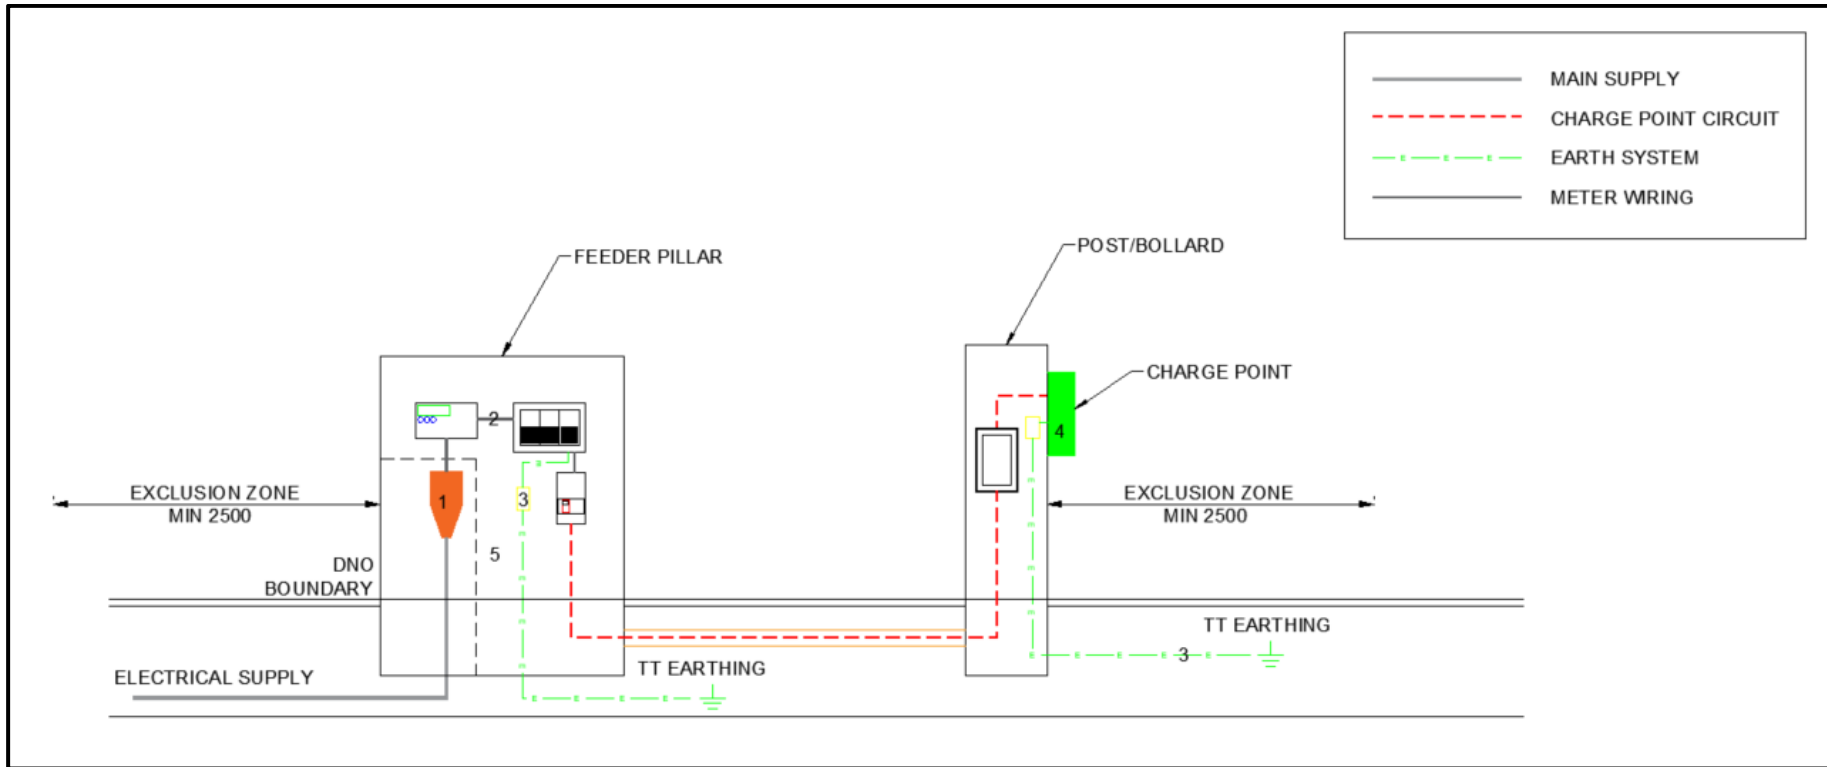 MAIN SUPPLY
CHARGE POINT CIRCUIT
E E E
EARTH SYSTEM
METER WIRING
FEEDER PILLAR
POST/BOLLARD
CHARGE POINT
2
4
1
3
5
EXCLUSION ZONE
MIN 2500
EXCLUSION ZONE
MIN 2500
DNO
BOUNDARY
TT EARTHING
3
TT EARTHING
ELECTRICAL SUPPLY